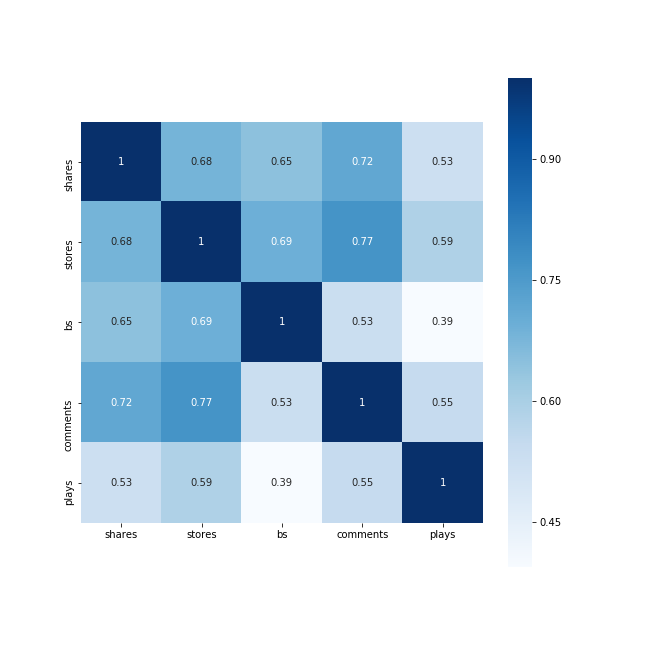 shares 1 0.68 0.65 0.72 0.53
stores 0.68 1 0.69 0.77 0.59
bs 0.65 0.69 1 0.53 0.39
comments 0.72 0.77 0.53 1 0.55
plays 0.53 0.59 0.39 0.55 1
shares stores bs comments plays
0.90
0.75
0.60
0.45